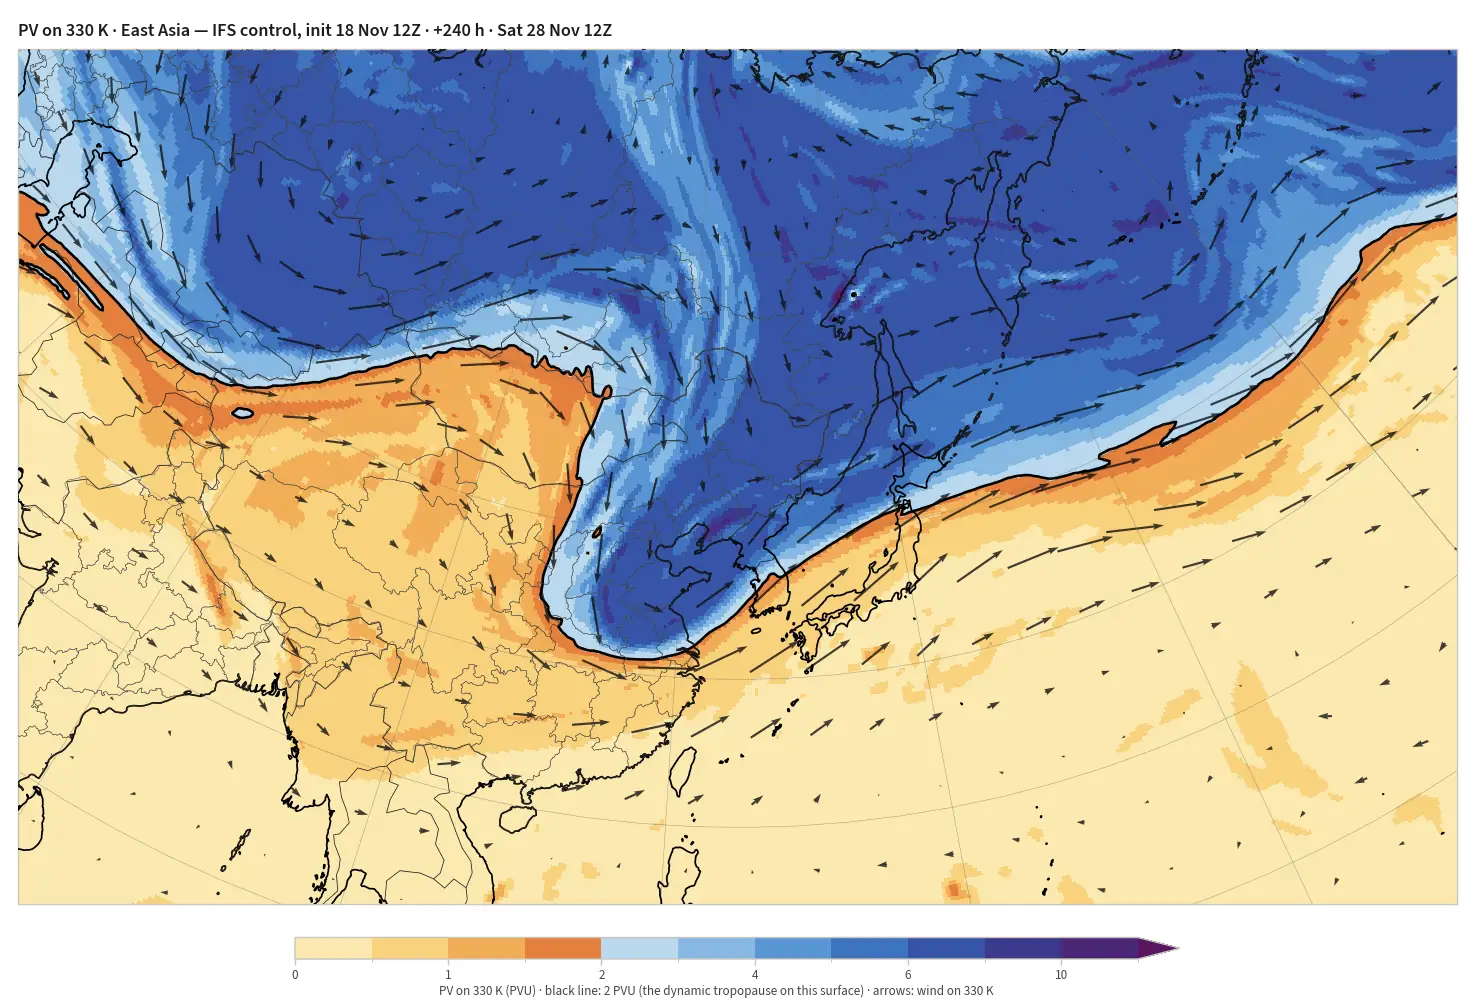 PV on 330 K · East Asia — IFS control, init 18 Nov 12Z · +240 h · Sat 28 Nov 12Z
0 1 2 4 6 10
PV on 330 K (PVU) · black line: 2 PVU (the dynamic tropopause on this surface) · arrows: wind on 330 K